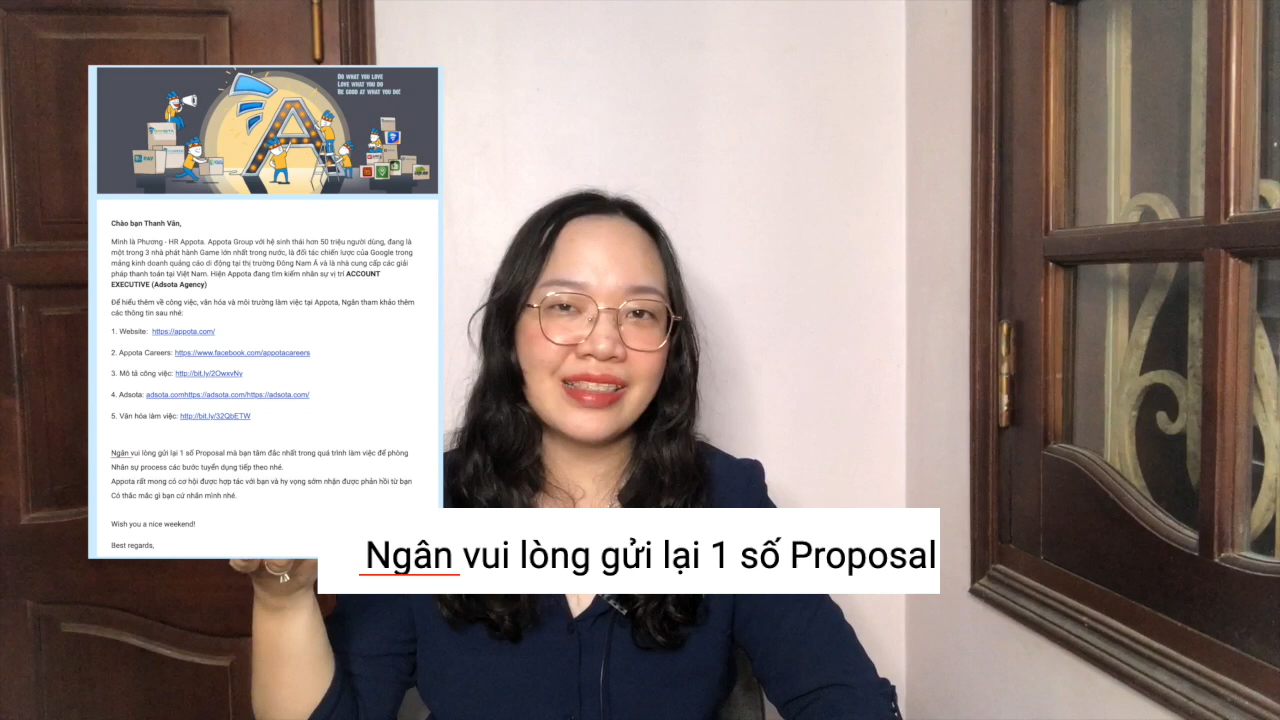 DO WHAT YOU LOVE
LOVE WHAT YOU DO
BE GOOD AT WHAT YOU DO!
PAY
Chào bạn Thanh Vân,
Mình là Phương - HR Appota. Appota Group với hệ sinh thái hơn 50 triệu người dùng, đang là
một trong 3 nhà phát hành Game lớn nhất trong nước, là đối tác chiến lược của Google trong
mảng kinh doanh quảng cáo di động tại thị trường Đông Nam Á và là nhà cung cấp các giải
pháp thanh toán tại Việt Nam. Hiện Appota đang tìm kiếm nhân sự vị trí ACCOUNT
EXECUTIVE (Adsota Agency)
Để hiểu thêm về công việc, văn hóa và môi trường làm việc tại Appota, Ngân tham khảo thêm
các thông tin sau nhé:
1. Website: https://appota.com/
2. Appota Careers: https://www.facebook.com/appotacareers
3. Mô tả công việc: http://bit.ly/2OwxvNy
4. Adsota: adsota.comhttps://adsota.com/https://adsota.com/
5. Văn hóa làm việc: http://bit.ly/32QbETW
Ngân vui lòng gửi lại 1 số Proposal mà bạn tâm đắc nhất trong quá trình làm việc để phòng
Nhân sự process các bước tuyển dụng tiếp theo nhé.
Appota rất mong có cơ hội được hợp tác với bạn và hy vọng sớm nhận được phản hồi từ bạn
Có thắc mắc gì bạn cứ nhắn mình nhé.
Wish you a nice weekend!
Best regards,
Ngân vui lòng gửi lại 1 số Proposal